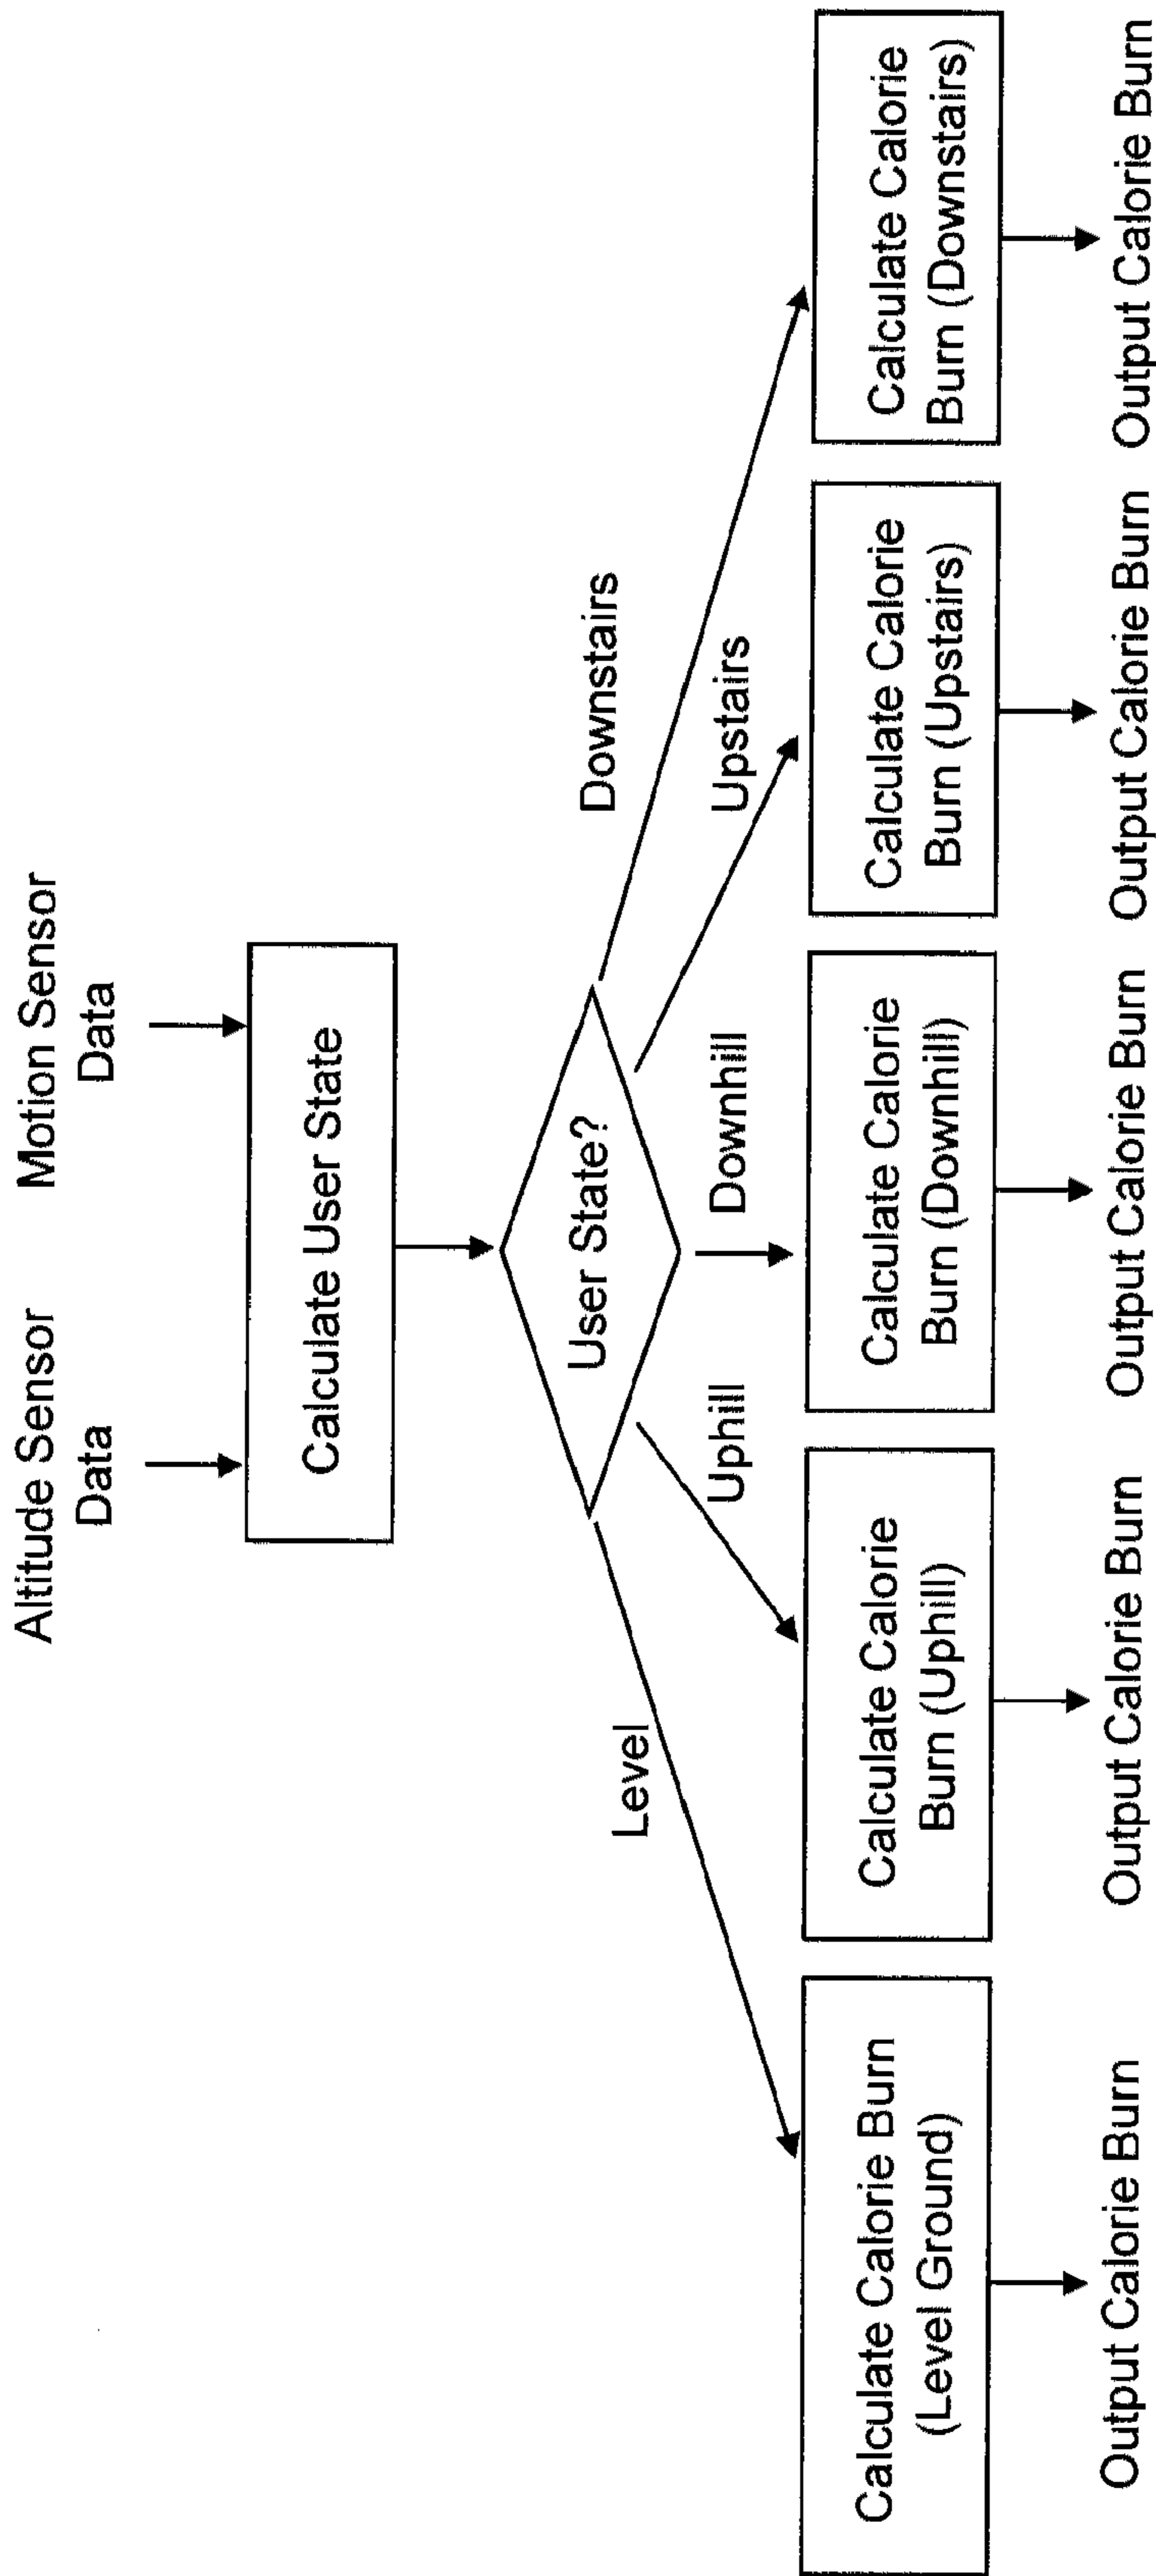 Altitude Sensor
Data
Motion Sensor
Data
Calculate User State
User State?
Level
Uphill
Downhill
Upstairs
Downstairs
Calculate Calorie Burn
(Level Ground)
Calculate Calorie
Burn (Uphill)
Calculate Calorie
Burn (Downhill)
Calculate Calorie
Burn (Upstairs)
Calculate Calorie
Burn (Downstairs)
Output Calorie Burn
Output Calorie Burn
Output Calorie Burn
Output Calorie Burn
Output Calorie Burn